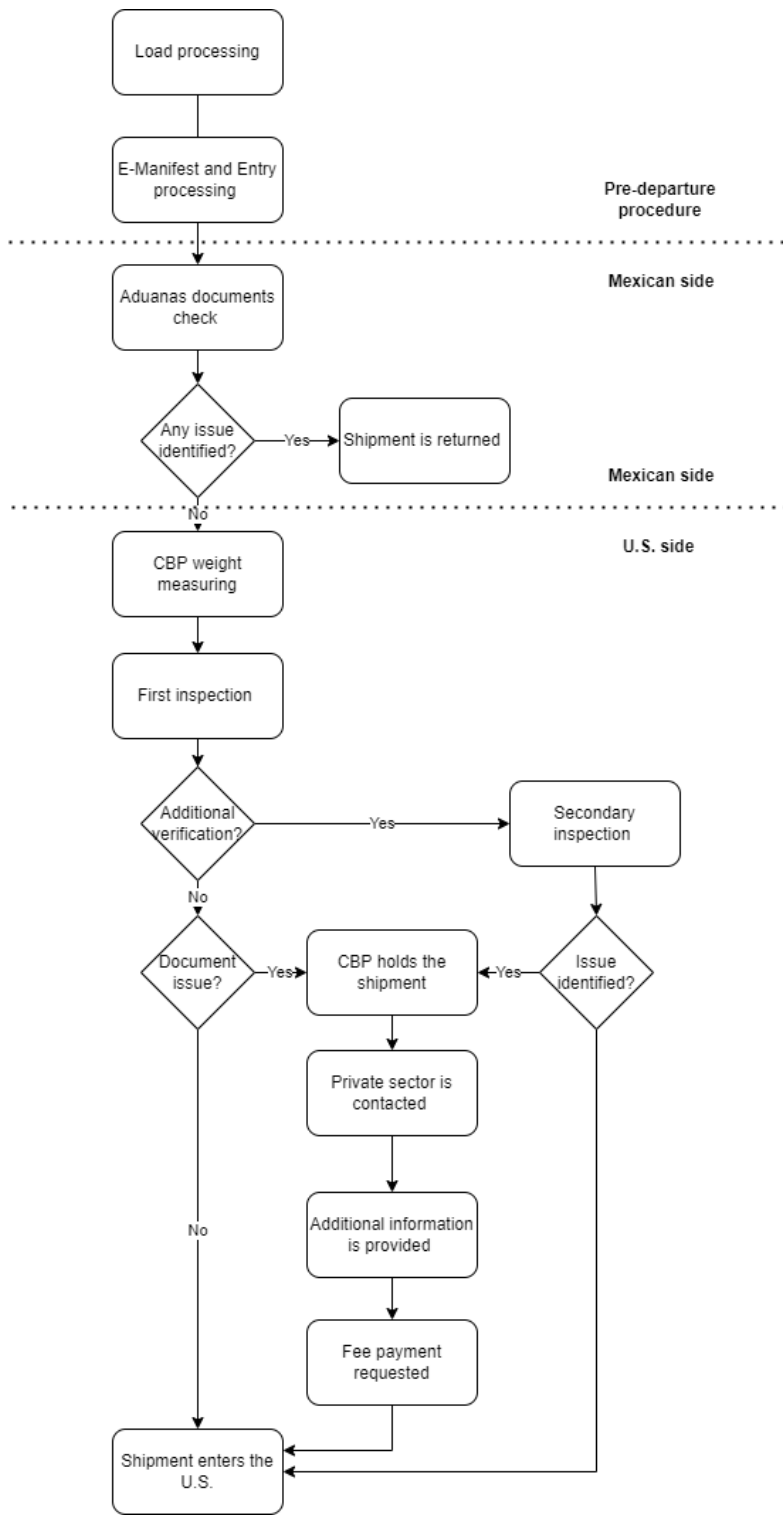 Load processing
E-Manifest and Entry
processing
Pre-departure
procedure
Aduanas documents
check
Mexican side
Any issue
identified?
Yes
Shipment is returned
Mexican side
No
CBP weight
measuring
U.S. side
First inspection
Additional
verification?
Yes
Secondary
inspection
No
Document
issue?
Yes
CBP holds the
shipment
Yes
Issue
identified?
Private sector is
contacted
Additional information
is provided
No
Fee payment
requested
Shipment enters the
U.S.